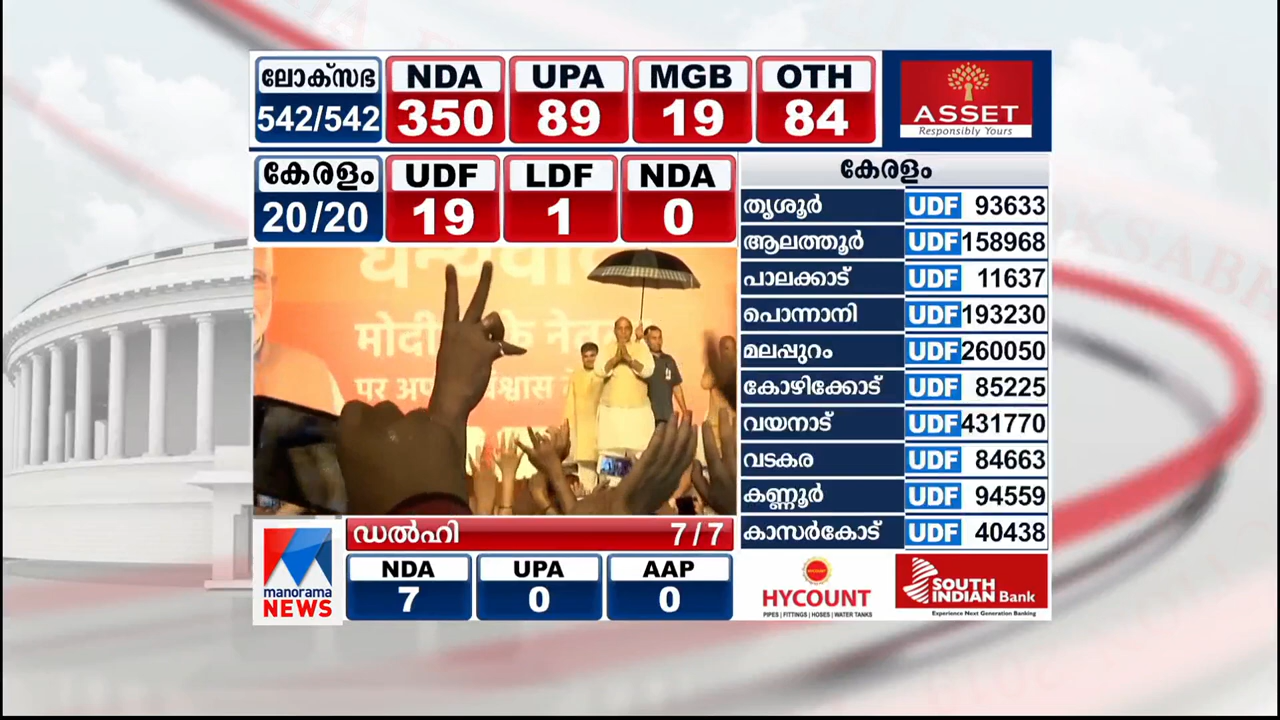 ലോക്സഭ
542/542
NDA
350
UPA
89
MGB
19
OTH
84
ASSET
Responsibly Yours
കേരളം
20/20
UDF
19
LDF
1
NDA
0
കേരളം
തൃശൂർ UDF 93633
ആലത്തൂർ UDF 158968
പാലക്കാട് UDF 11637
പൊന്നാനി UDF 193230
മലപ്പുറം UDF 260050
കോഴിക്കോട് UDF 85225
വയനാട് UDF 431770
വടകര UDF 84663
കണ്ണൂർ UDF 94559
കാസർകോട് UDF 40438
पर
manorama
NEWS
ഡൽഹി 7/7
NDA
7
UPA
0
AAP
0
HYCOUNT
PIPES | FITTINGS | HOSES | WATER TANKS
SOUTH
INDIAN Bank
Experience Next Generation Banking